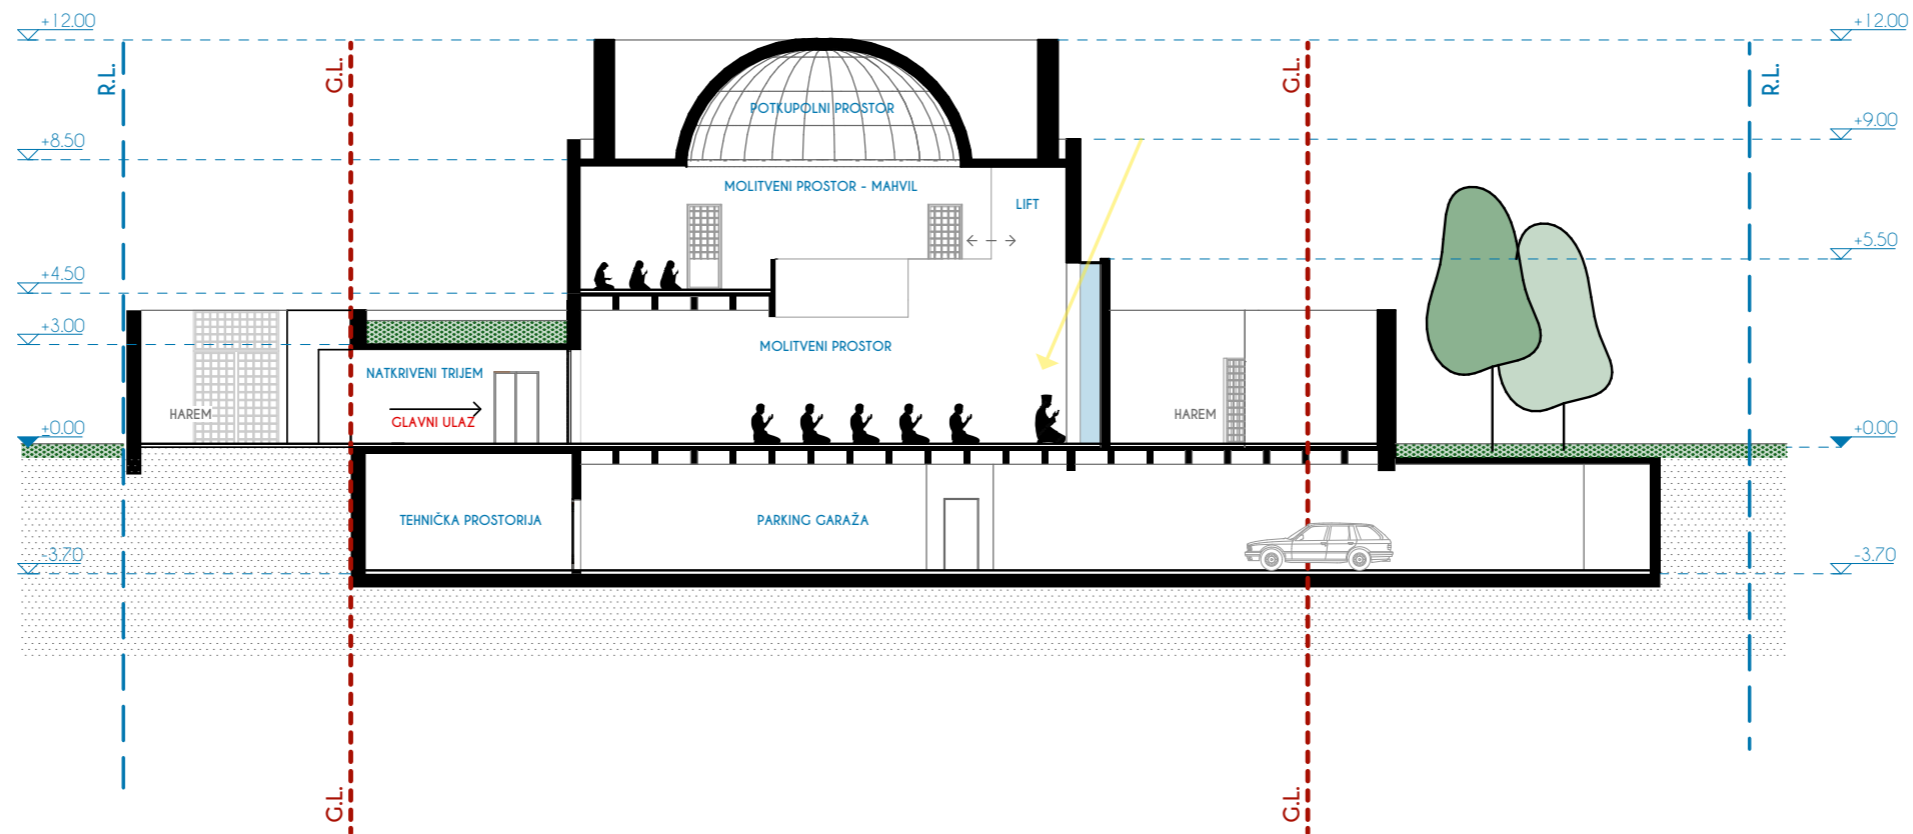 +12.00
+12.00
R.L.
G.L.
G.L.
R.L.
POTKUPOLNI PROSTOR
+8.50
+9.00
MOLITVENI PROSTOR - MAHVIL
LIFT
+4.50
+5.50
+3.00
MOLITVENI PROSTOR
NATKRIVENI TRIJEM
HAREM
GLAVNI ULAZ
HAREM
+0.00
+0.00
TEHNIČKA PROSTORIJA
PARKING GARAŽA
-3.70
-3.70
G.L.
G.L.